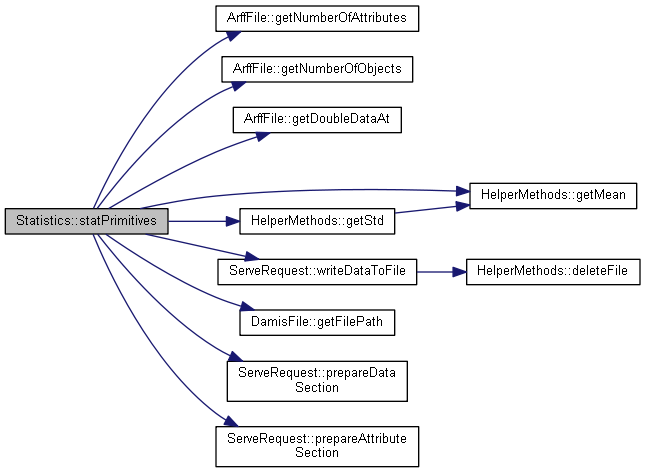 ArffFile::getNumberOfAttributes
ArffFile::getNumberOfObjects
ArffFile::getDoubleDataAt
HelperMethods::getMean
Statistics::statPrimitives
HelperMethods::getStd
ServeRequest::writeDataToFile
HelperMethods::deleteFile
DamisFile::getFilePath
ServeRequest::prepareData
Section
ServeRequest::prepareAttribute
Section